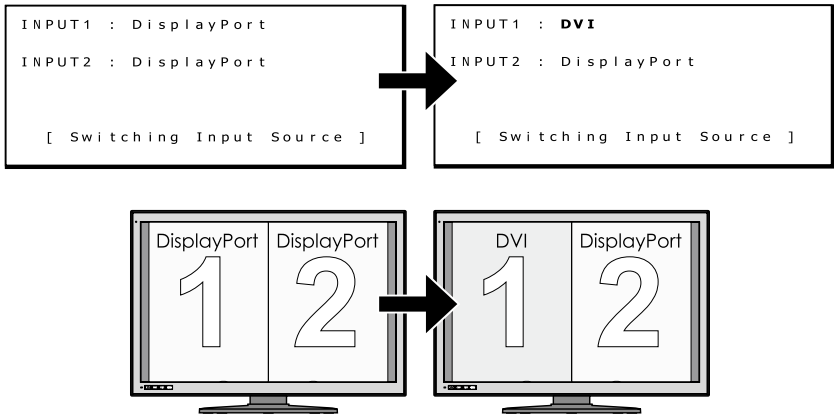 INPUT1 : DisplayPort
INPUT2 : DisplayPort
[ Switching Input Source ]
INPUT1 : DVI
INPUT2 : DisplayPort
[ Switching Input Source ]
DisplayPort DisplayPort
1 2
DVI DisplayPort
1 2